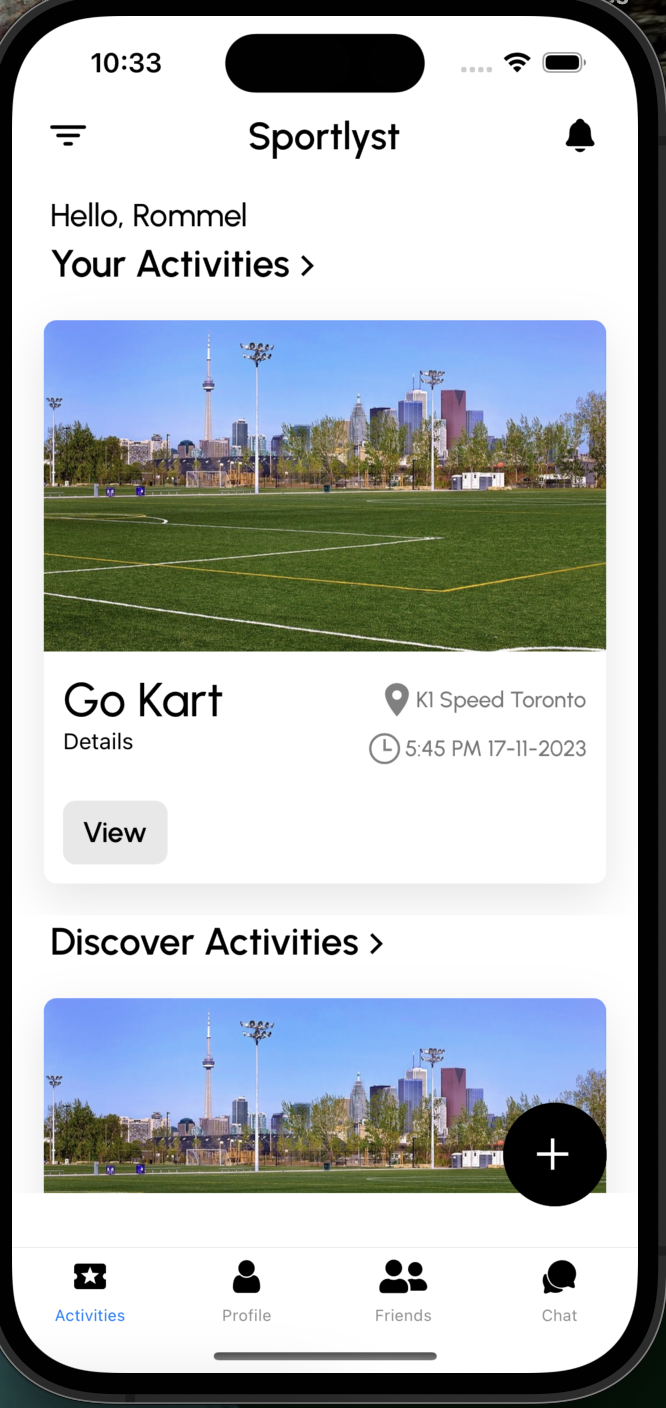 10:33
Sportlyst
Hello, Rommel
Your Activities >
Go Kart
K1 Speed Toronto
Details
5:45 PM 17-11-2023
View
Discover Activities >
+
Activities
Profile
Friends
Chat